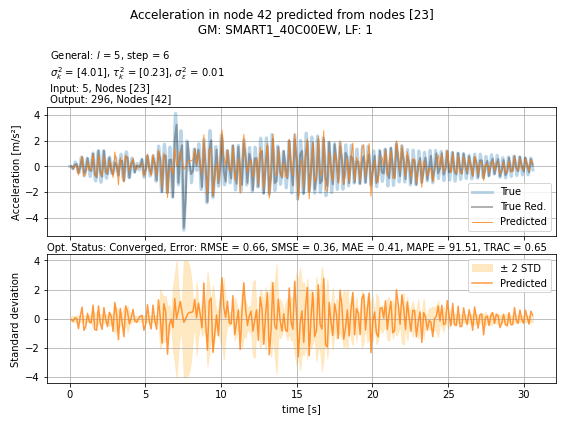 Acceleration in node 42 predicted from nodes [23]
GM: SMART1_40C00EW, LF: 1
General: l = 5, step = 6
σ²ₖ = [4.01], τ²ₖ = [0.23], σ²ε = 0.01
Input: 5, Nodes [23]
Output: 296, Nodes [42]
4
2
0
−2
−4
Acceleration [m/s²]
True
True Red.
Predicted
Opt. Status: Converged, Error: RMSE = 0.66, SMSE = 0.36, MAE = 0.41, MAPE = 91.51, TRAC = 0.65
4
2
0
−2
−4
Standard deviation
± 2 STD
Predicted
0 5 10 15 20 25 30
time [s]